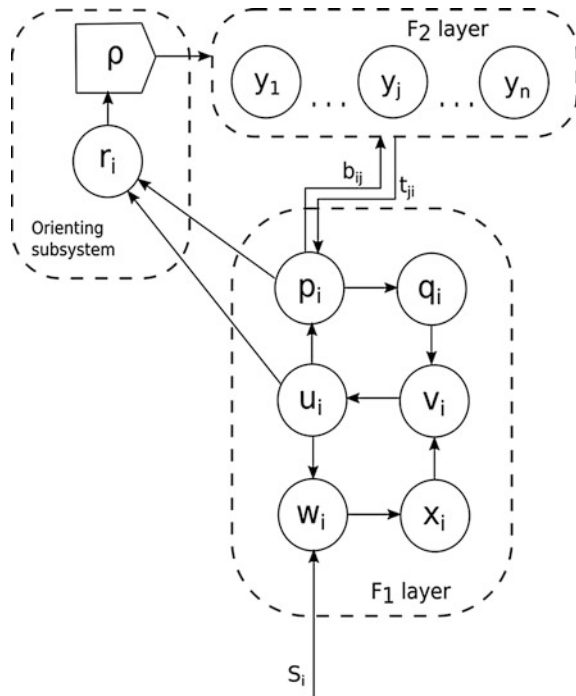 F₂ layer
ρ
y₁ ... yⱼ ... yₙ
rᵢ
bᵢⱼ
tⱼᵢ
Orienting
subsystem
pᵢ qᵢ
uᵢ vᵢ
wᵢ xᵢ
F₁ layer
Sᵢ